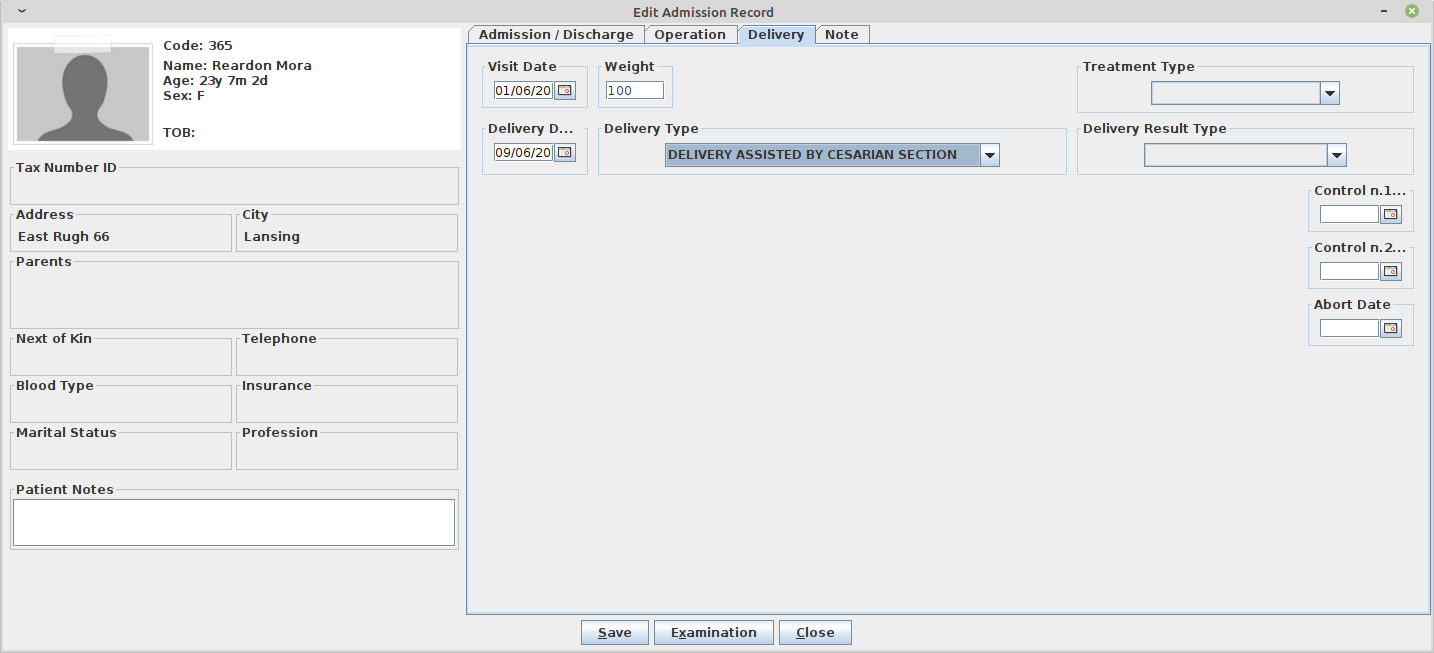 Edit Admission Record
Code: 365
Name: Reardon Mora
Age: 23y 7m 2d
Sex: F
TOB:
Tax Number ID
Address
City
East Rugh 66
Lansing
Parents
Next of Kin
Telephone
Blood Type
Insurance
Marital Status
Profession
Patient Notes
Admission / Discharge
Operation
Delivery
Note
Visit Date
Weight
Treatment Type
01/06/20
100
Delivery D...
Delivery Type
Delivery Result Type
09/06/20
DELIVERY ASSISTED BY CESARIAN SECTION
Control n.1...
Control n.2...
Abort Date
Save
Examination
Close